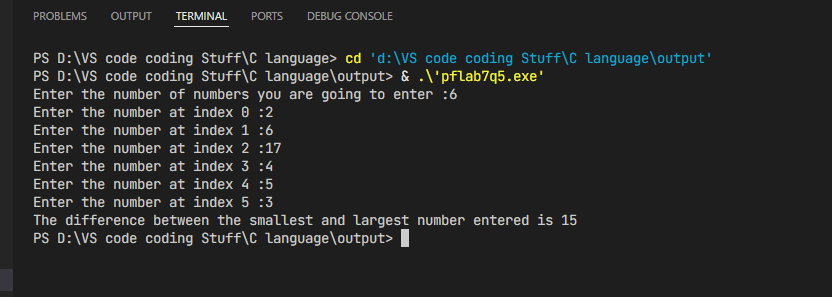 PROBLEMS OUTPUT TERMINAL PORTS DEBUG CONSOLE
PS D:\VS code coding Stuff\C language> cd 'd:\VS code coding Stuff\C language\output'
PS D:\VS code coding Stuff\C language\output> & .\'pflab7q5.exe'
Enter the number of numbers you are going to enter :6
Enter the number at index 0 :2
Enter the number at index 1 :6
Enter the number at index 2 :17
Enter the number at index 3 :4
Enter the number at index 4 :5
Enter the number at index 5 :3
The difference between the smallest and largest number entered is 15
PS D:\VS code coding Stuff\C language\output>